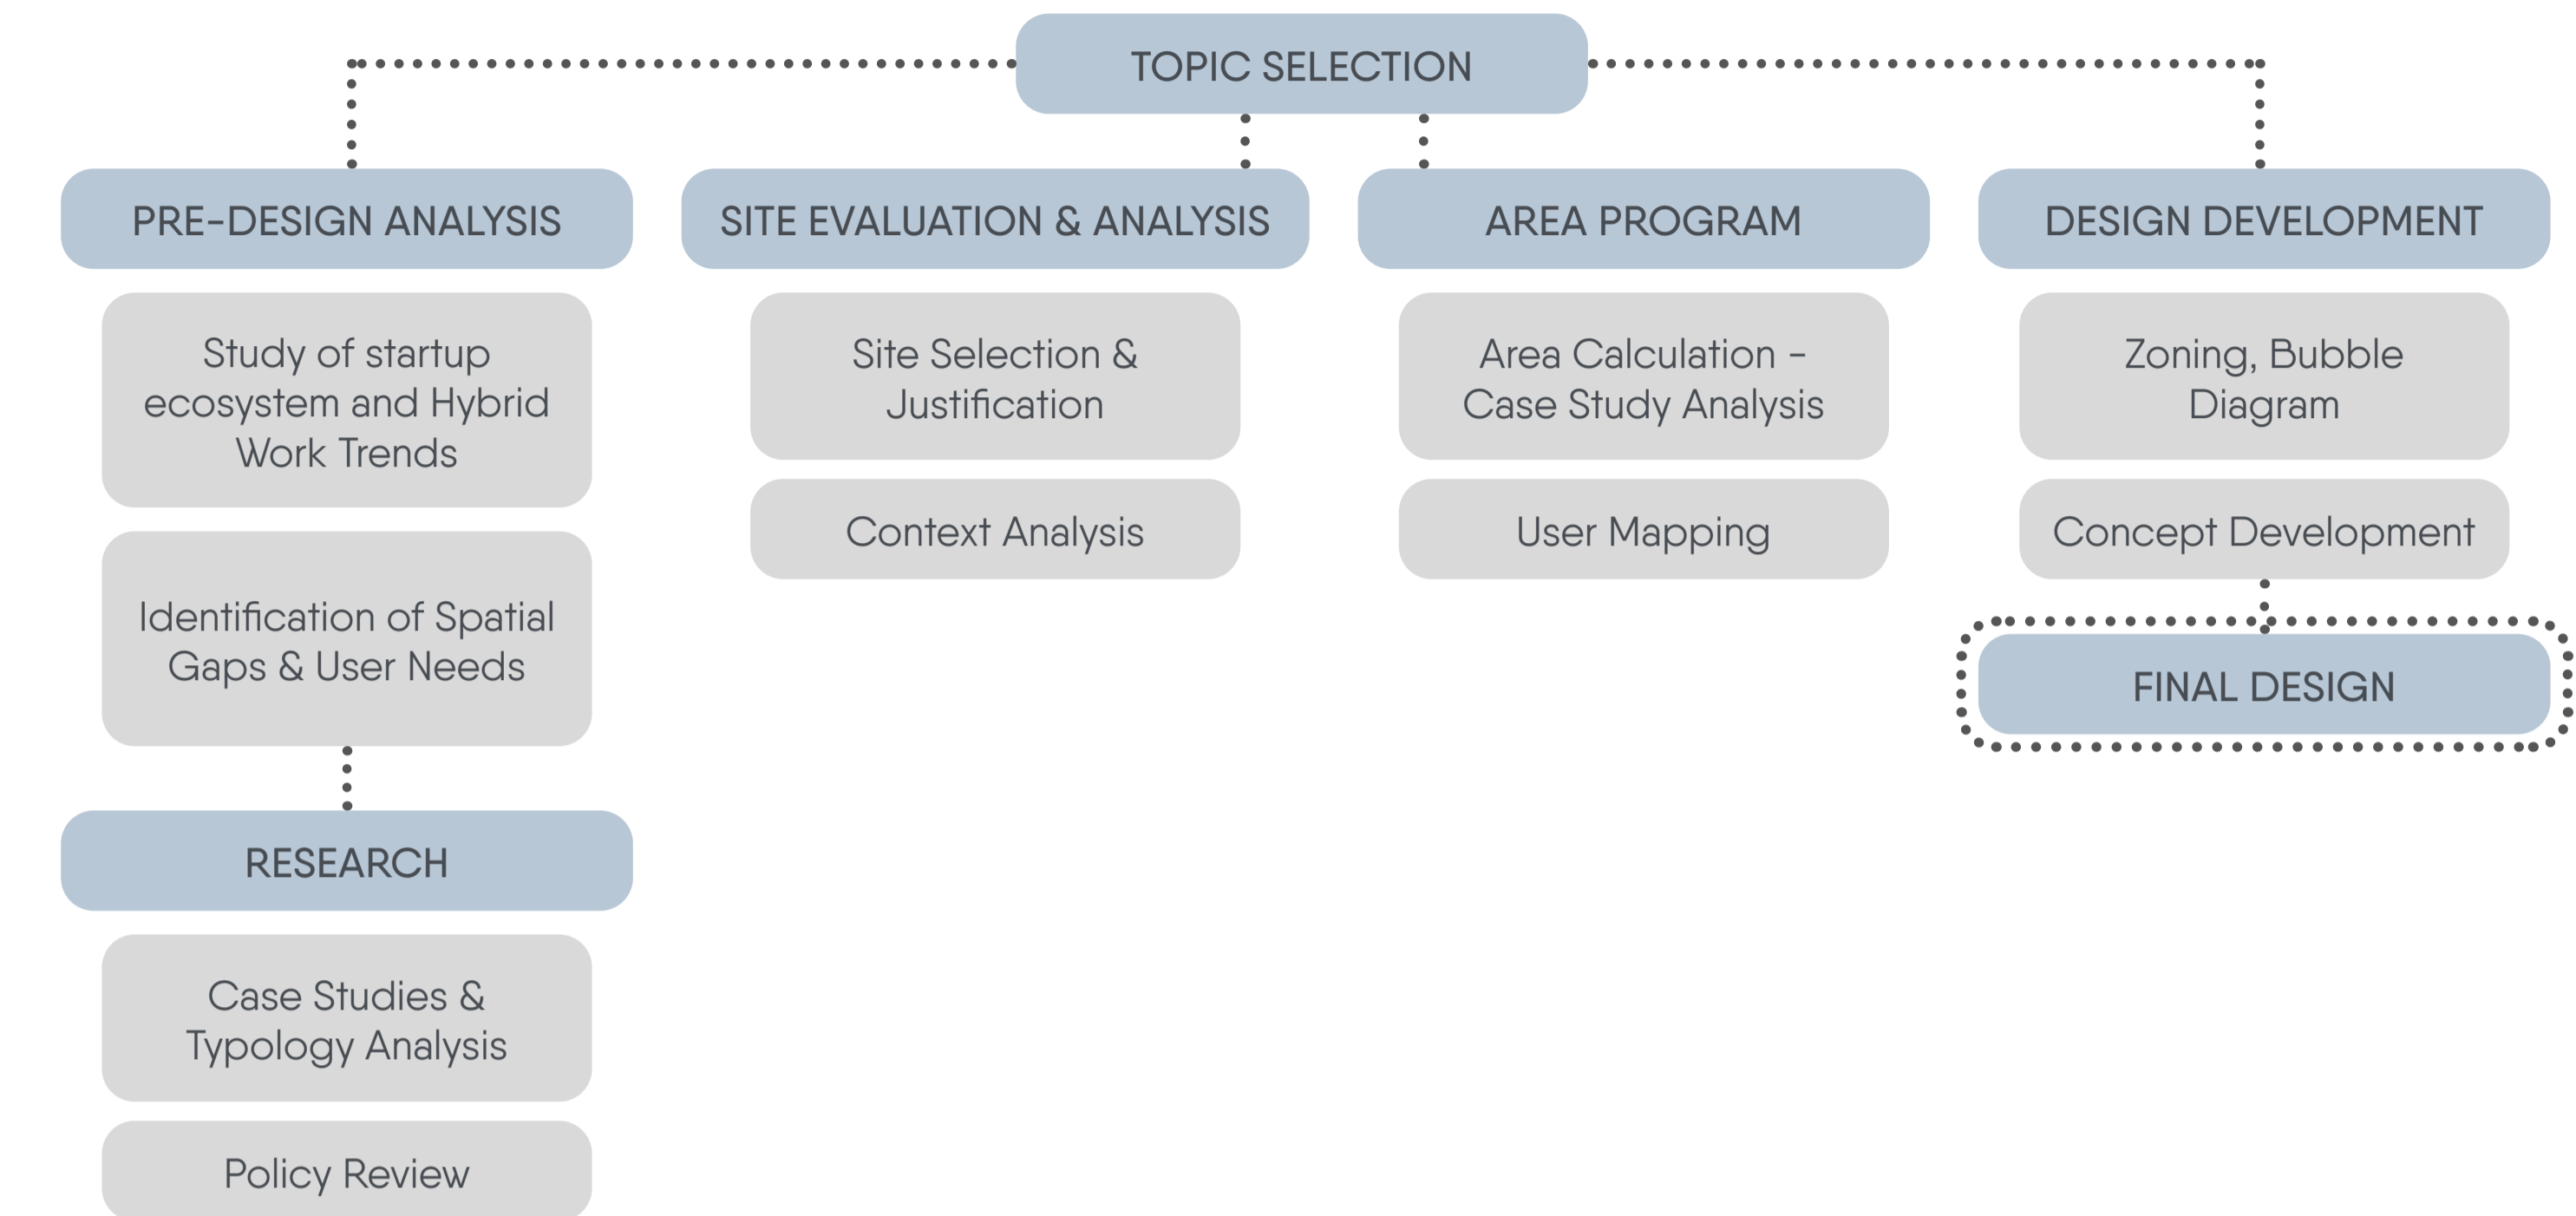 TOPIC SELECTION
PRE-DESIGN ANALYSIS
Study of startup
ecosystem and Hybrid
Work Trends
Identification of Spatial
Gaps & User Needs
RESEARCH
Case Studies &
Typology Analysis
Policy Review
SITE EVALUATION & ANALYSIS
Site Selection &
Justification
Context Analysis
AREA PROGRAM
Area Calculation -
Case Study Analysis
User Mapping
DESIGN DEVELOPMENT
Zoning, Bubble
Diagram
Concept Development
FINAL DESIGN